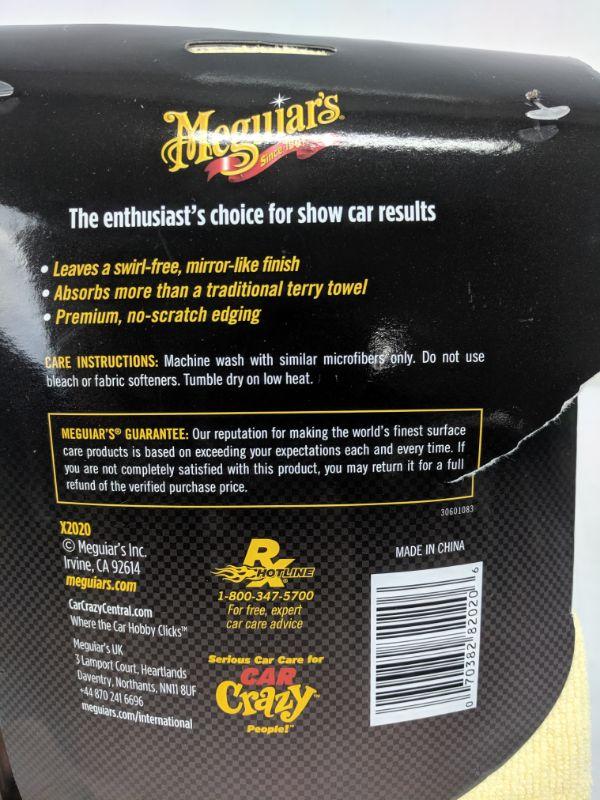 Meguiar's
Since 1901
The enthusiast's choice for show car results
• Leaves a swirl-free, mirror-like finish
• Absorbs more than a traditional terry towel
• Premium, no-scratch edging
CARE INSTRUCTIONS: Machine wash with similar microfibers only. Do not use
bleach or fabric softeners. Tumble dry on low heat.
MEGUIAR'S® GUARANTEE: Our reputation for making the world's finest surface
care products is based on exceeding your expectations each and every time. If
you are not completely satisfied with this product, you may return it for a full
refund of the verified purchase price.
30601083
X2020
© Meguiar's Inc.
Irvine, CA 92614
meguiars.com
CarCrazyCentral.com
Where the Car Hobby Clicks™
Meguiar's UK
3 Lamport Court, Heartlands
Daventry, Northants, NN11 8UF
+44 870 241 6696
meguiars.com/international
RX
HOTLINE
1-800-347-5700
For free, expert
car care advice
Serious Car Care for
CAR
Crazy™
People!™
MADE IN CHINA
0 70382 82020 6